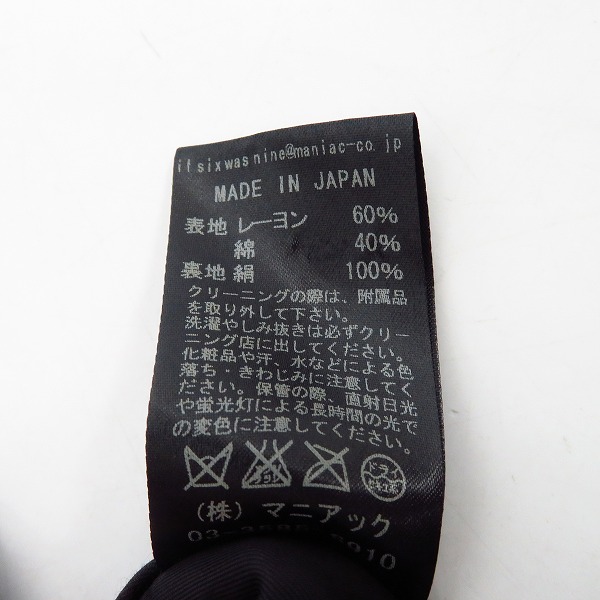 ifsixwasnine@maniac-co.jp
MADE IN JAPAN
表地 レーヨン 60%
綿 40%
裏地 絹 100%
クリーニングの際は、附属品
を取り外して下さい。
洗濯やしみ抜きは必ずクリー
ニング店に出してください。
化粧品や汗、水などによる色
落ち・きわじみに注意してく
ださい。保管の際、直射日光
や蛍光灯による長時間の光で
の変色に注意してください。
ドライ
(株) マニアック